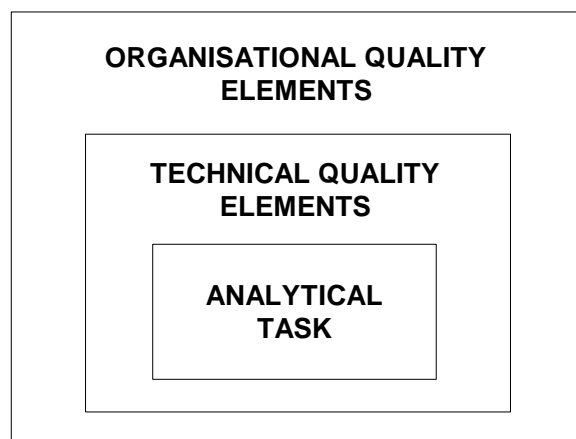 ORGANISATIONAL QUALITY
ELEMENTS
TECHNICAL QUALITY
ELEMENTS
ANALYTICAL
TASK